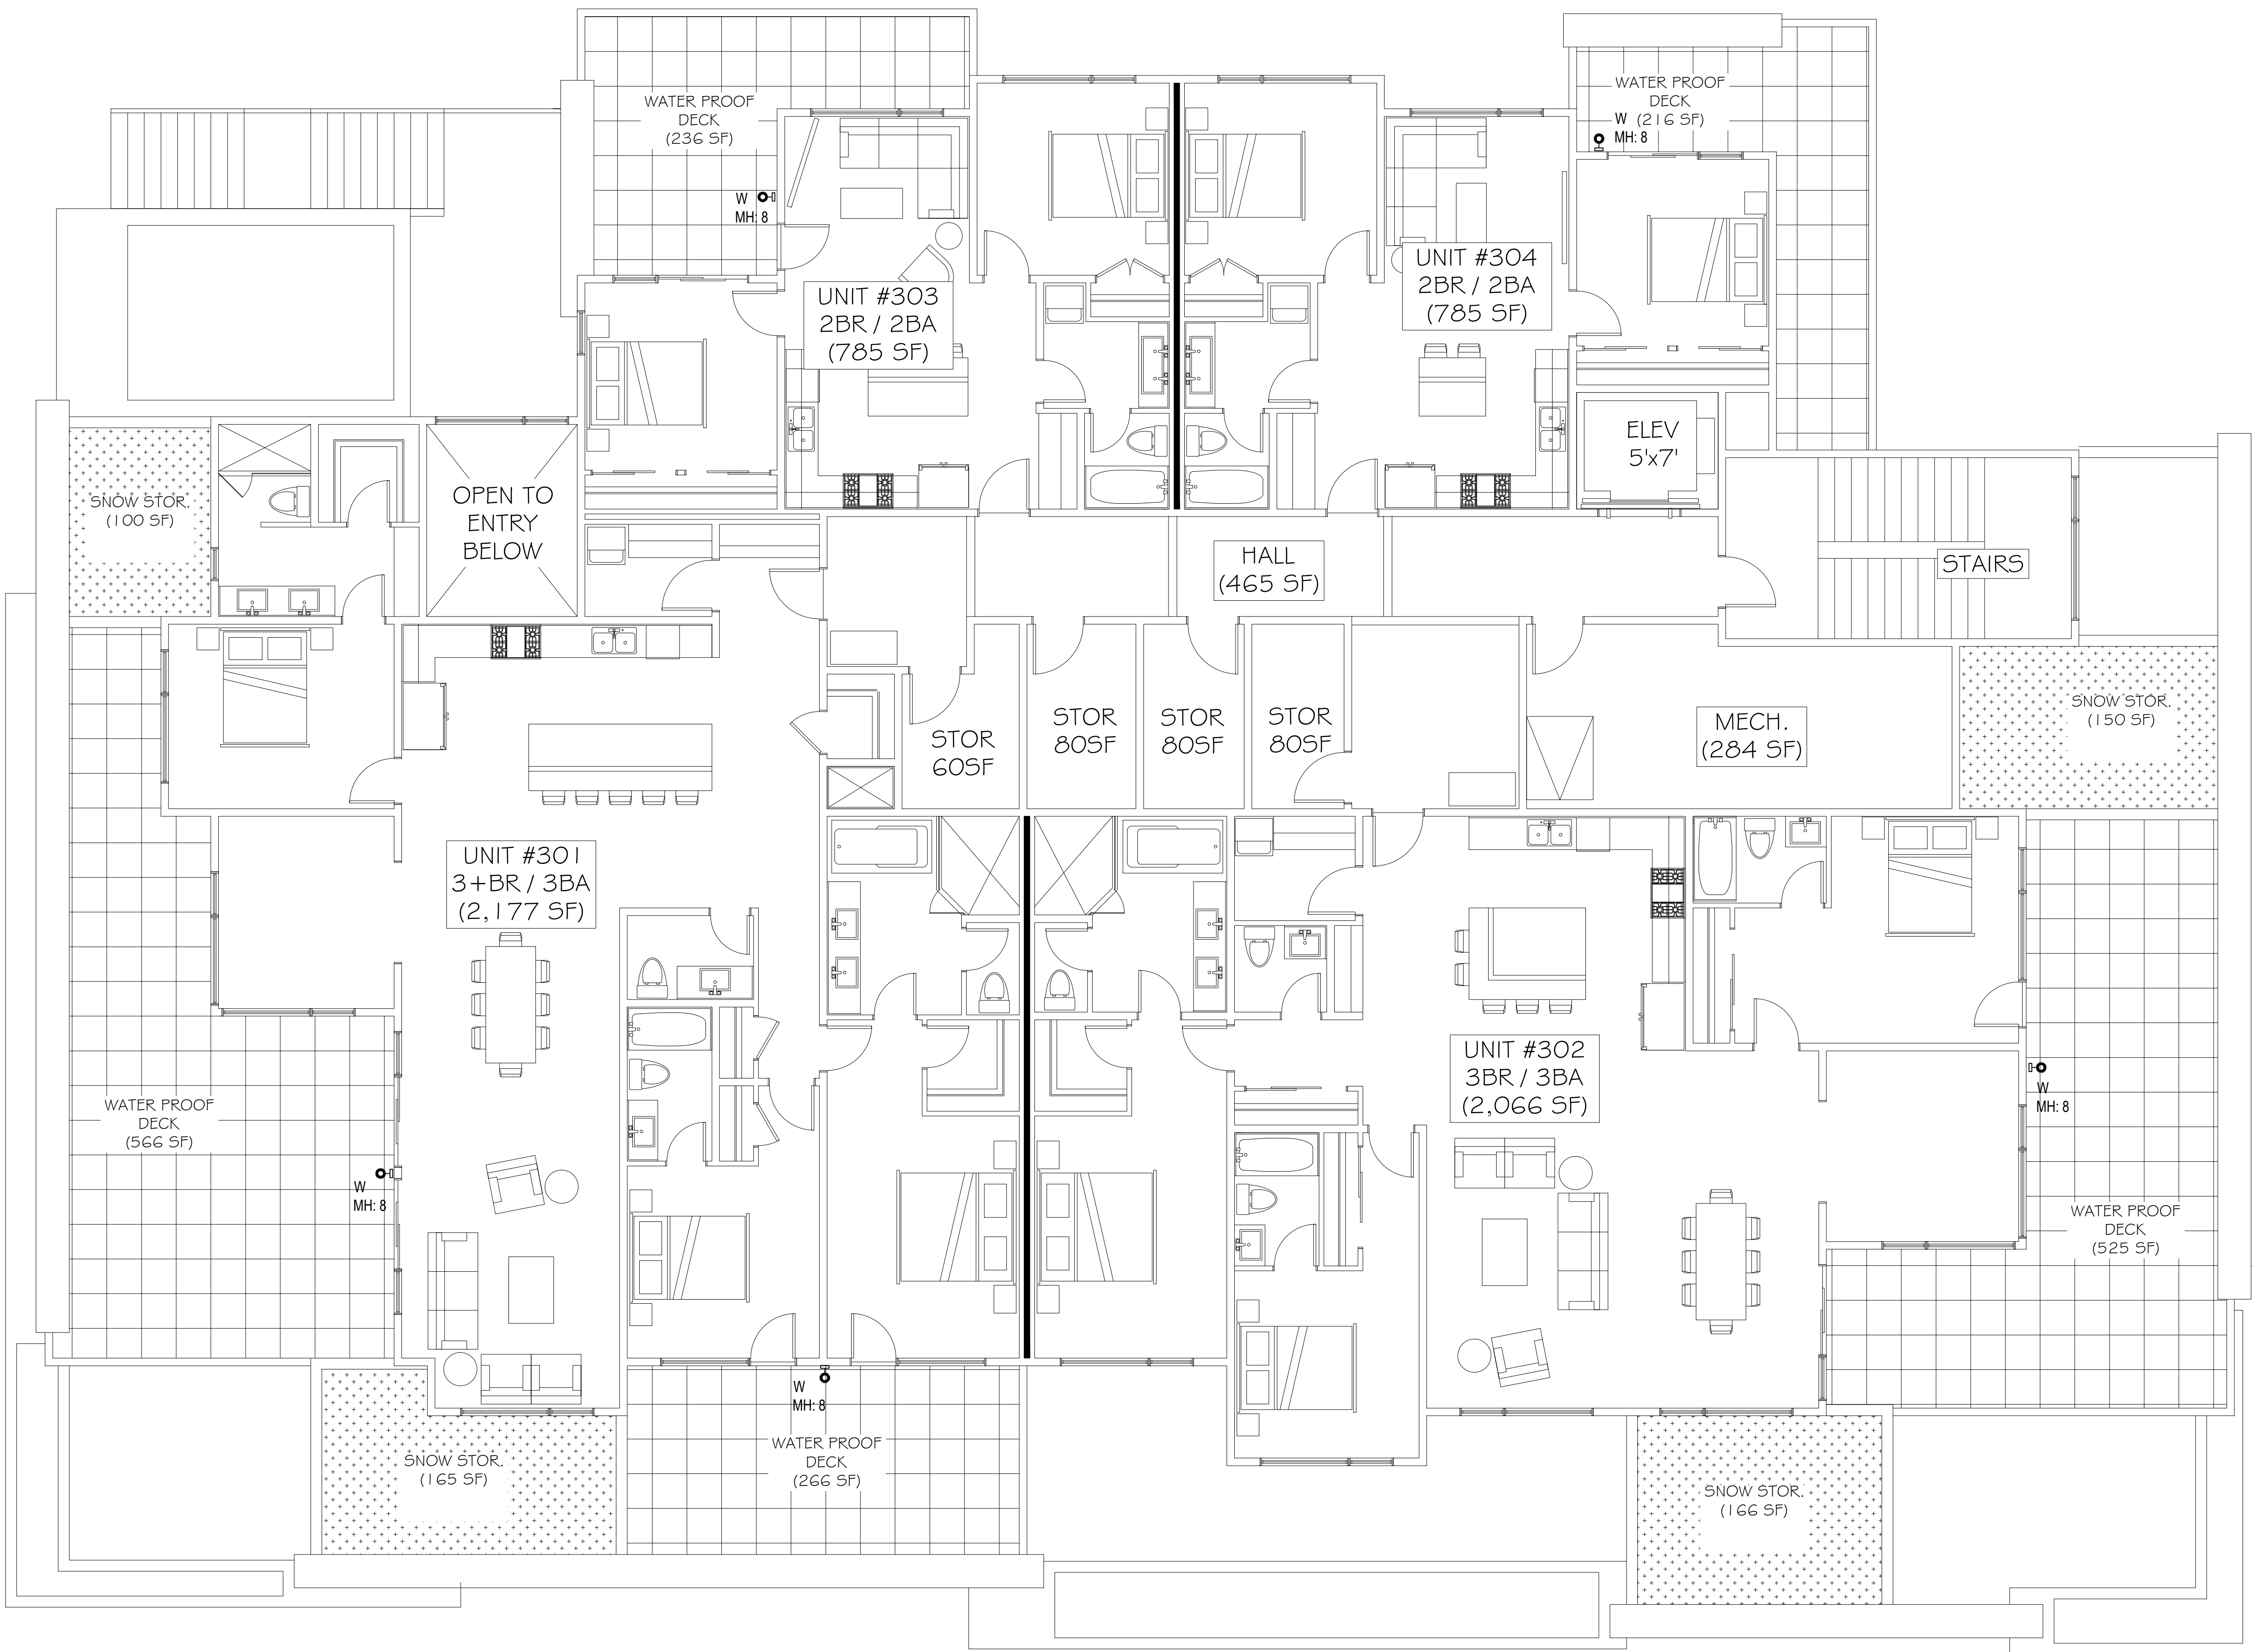 WATER PROOF
DECK
(236 SF)
W
MH: 8
WATER PROOF
DECK
(216 SF)
W
MH: 8
UNIT #303
2BR / 2BA
(785 SF)
UNIT #304
2BR / 2BA
(785 SF)
ELEV
5'x7'
SNOW STOR.
(100 SF)
OPEN TO
ENTRY
BELOW
HALL
(465 SF)
STAIRS
STOR
60SF
STOR
80SF
STOR
80SF
STOR
80SF
MECH.
(284 SF)
SNOW STOR.
(150 SF)
UNIT #301
3+BR / 3BA
(2,177 SF)
UNIT #302
3BR / 3BA
(2,066 SF)
W
MH: 8
WATER PROOF
DECK
(566 SF)
W
MH: 8
WATER PROOF
DECK
(525 SF)
W
MH: 8
WATER PROOF
DECK
(266 SF)
SNOW STOR.
(165 SF)
SNOW STOR.
(166 SF)